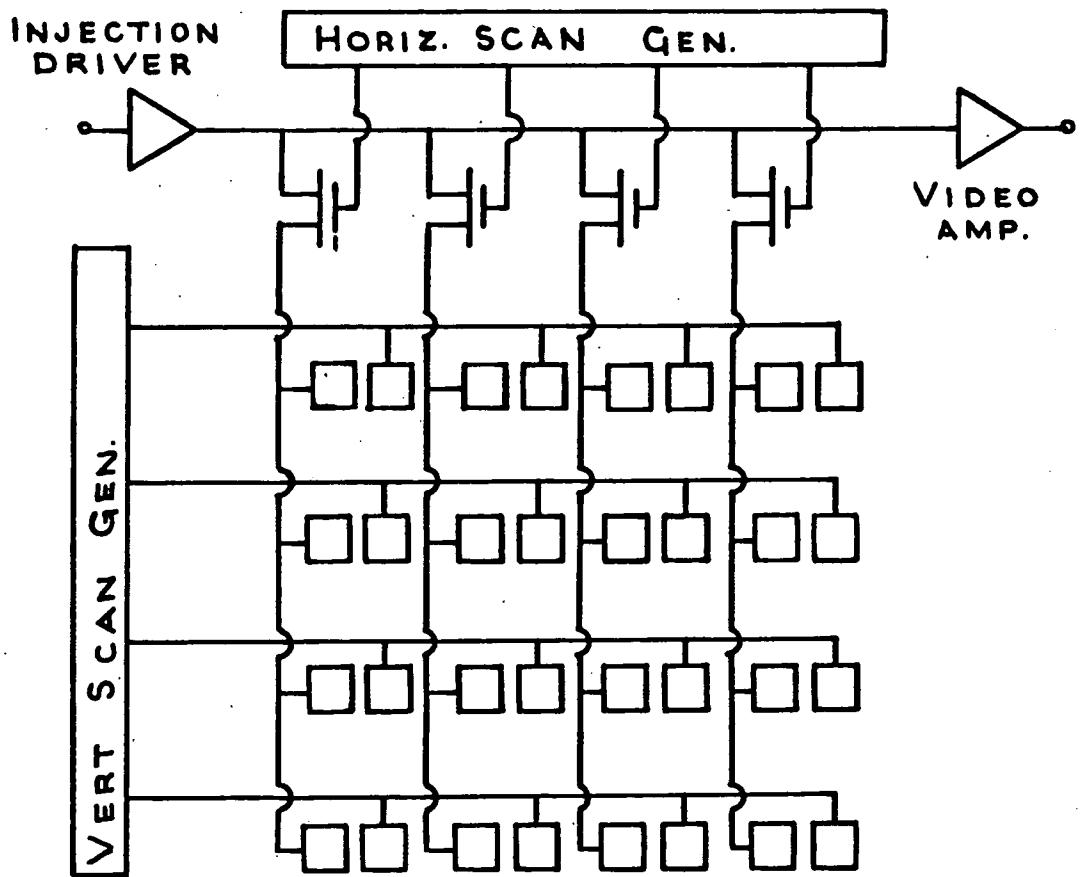 INJECTION
DRIVER
HORIZ. SCAN GEN.
VIDEO
AMP.
VERT SCAN GEN.